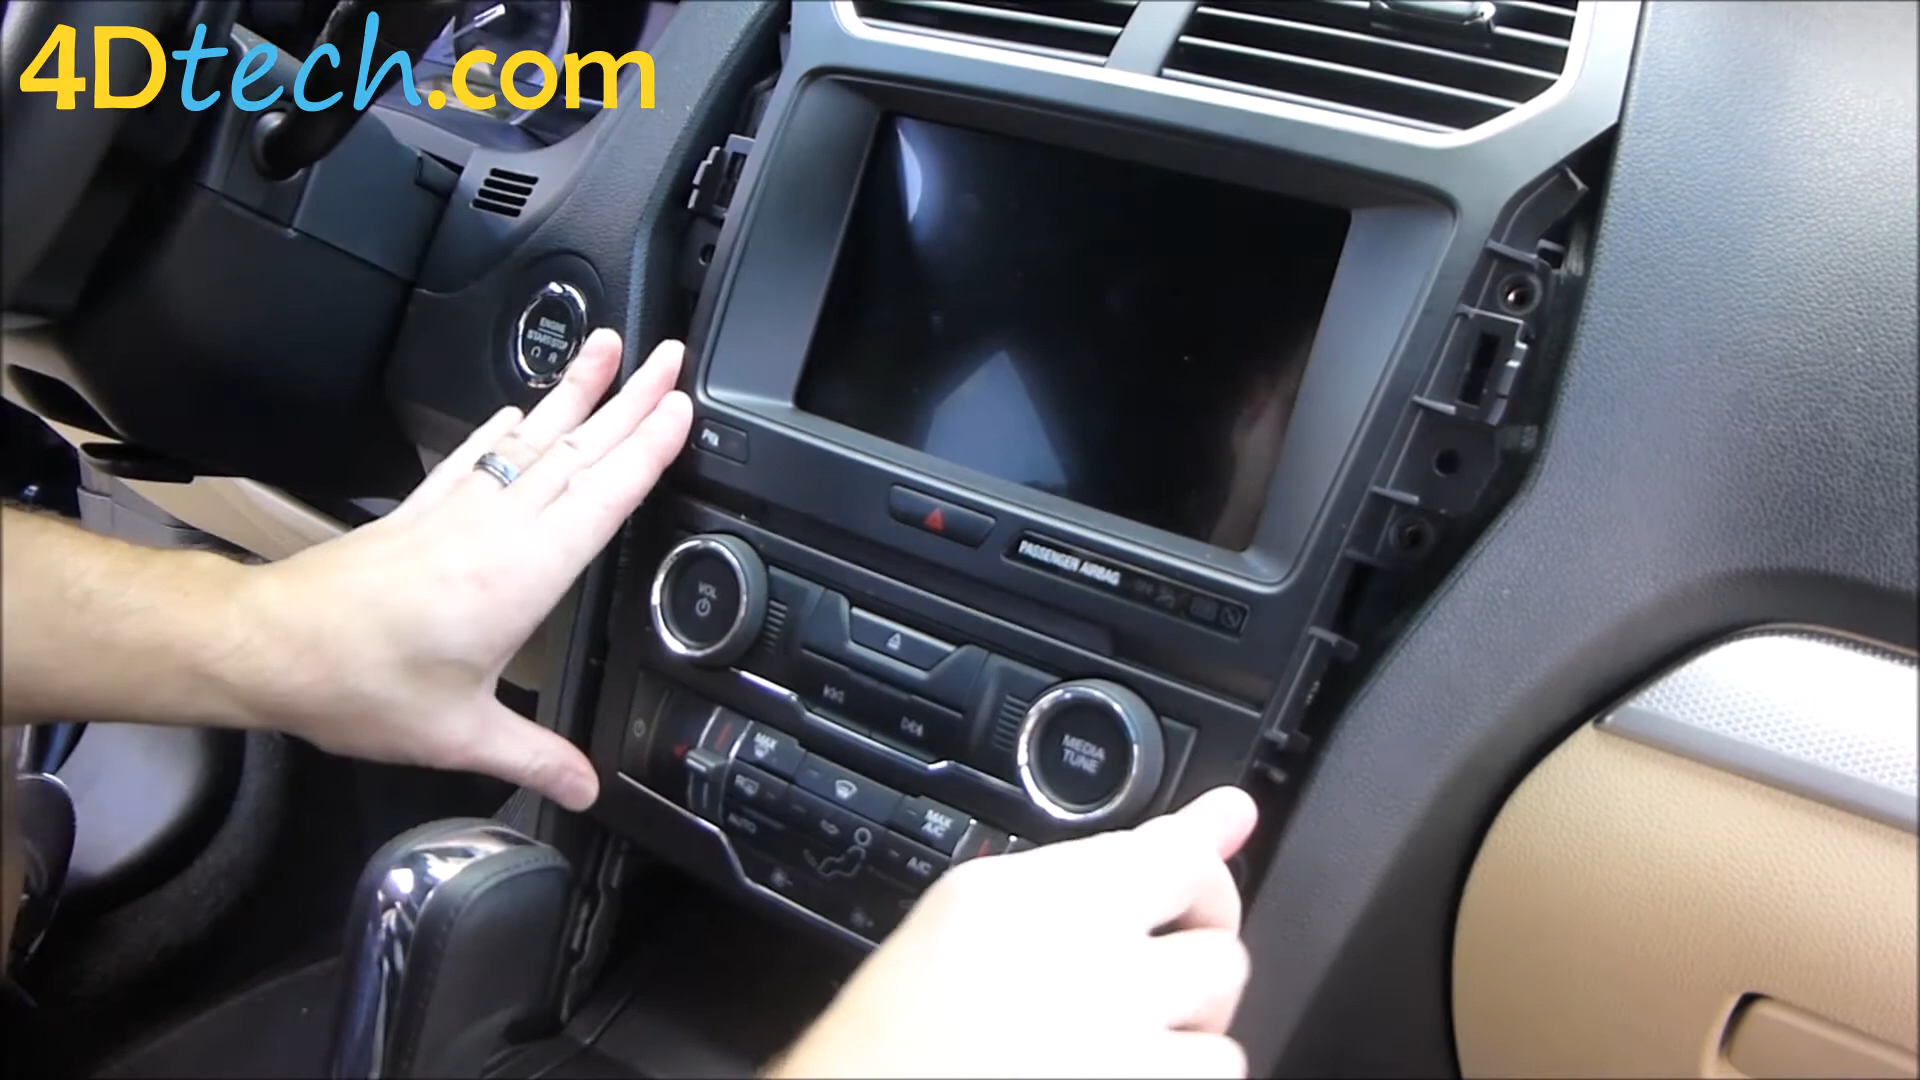 4Dtech.com
ENGINE
START STOP
PASSENGER AIRBAG
VOL
MEDIA
TUNE
MAX
R
AUTO
MAX
A/C
A/C